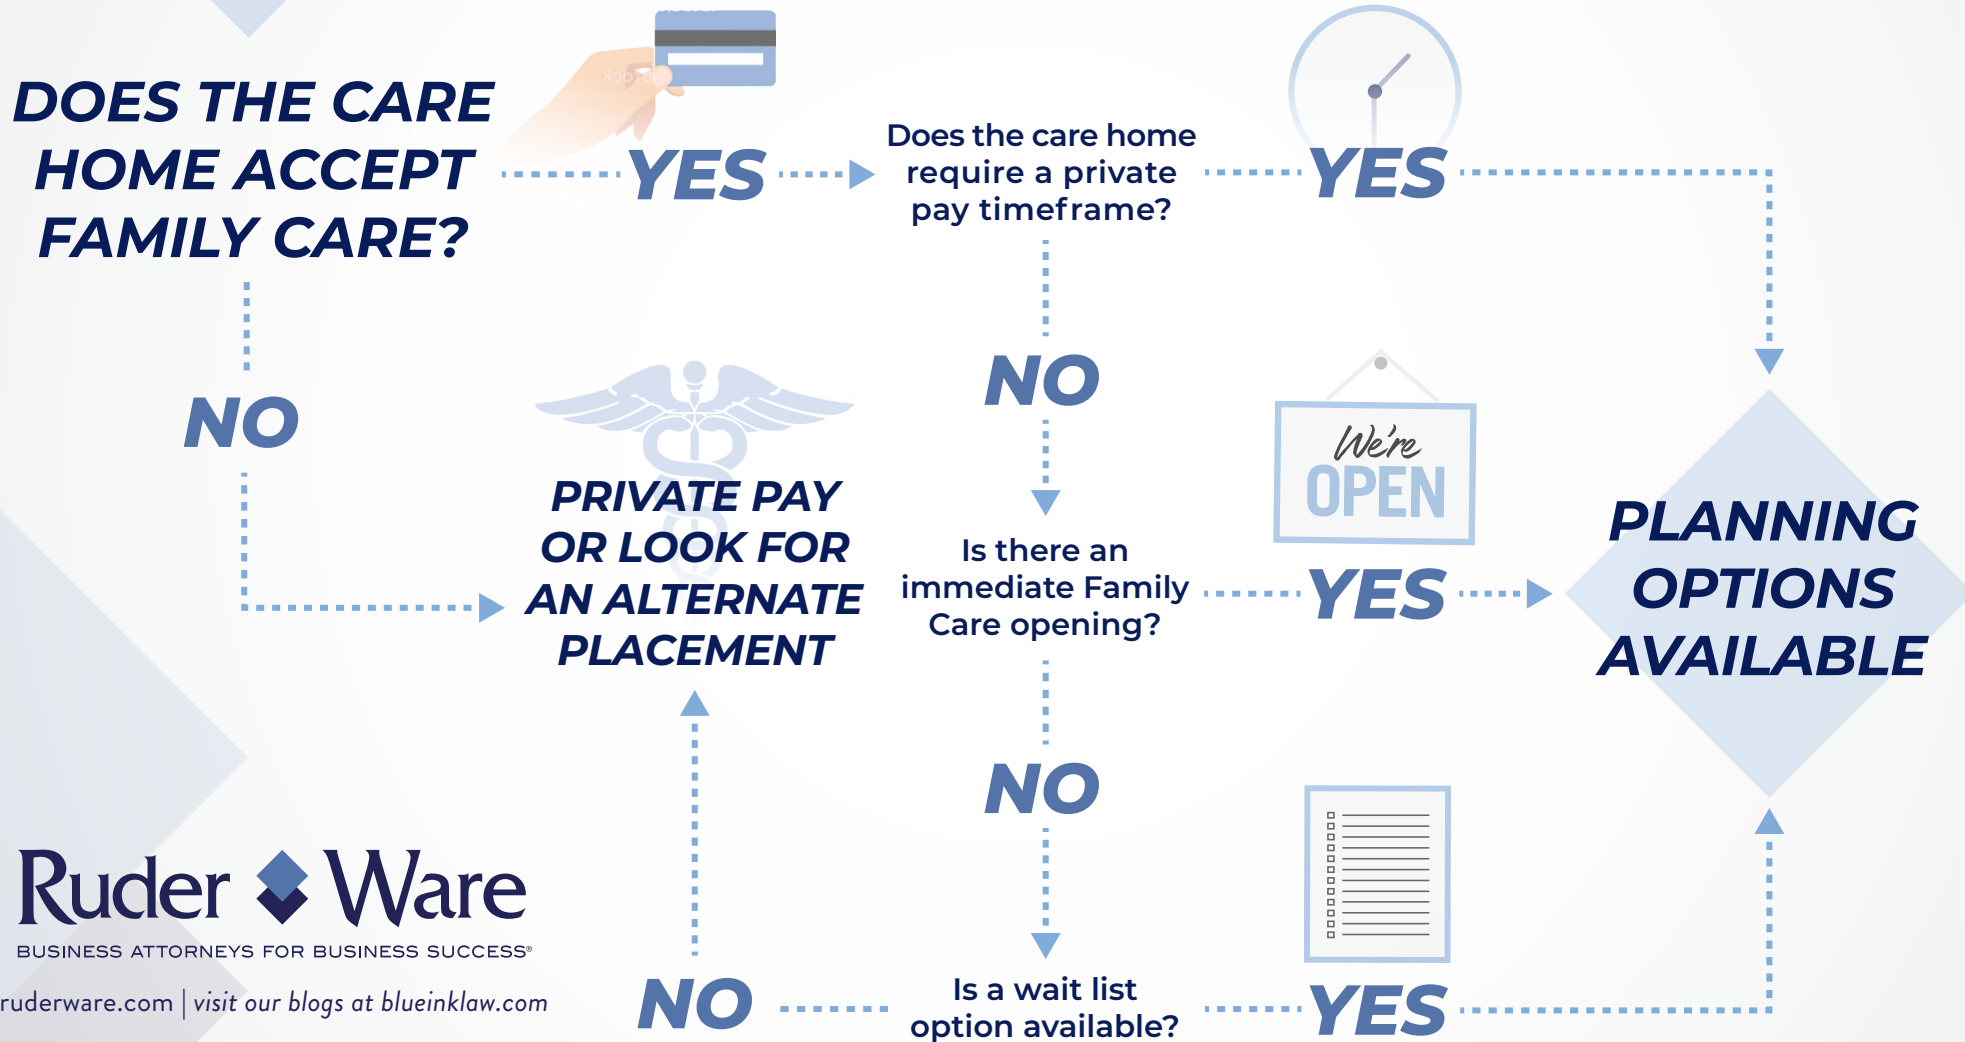 DOES THE CARE
HOME ACCEPT
FAMILY CARE?
YES
Does the care home
require a private
pay timeframe?
YES
NO
NO
We're
OPEN
PRIVATE PAY
OR LOOK FOR
AN ALTERNATE
PLACEMENT
Is there an
immediate Family
Care opening?
YES
PLANNING
OPTIONS
AVAILABLE
NO
Ruder Ware
BUSINESS ATTORNEYS FOR BUSINESS SUCCESS®
ruderware.com | visit our blogs at blueinklaw.com
NO
Is a wait list
option available?
YES